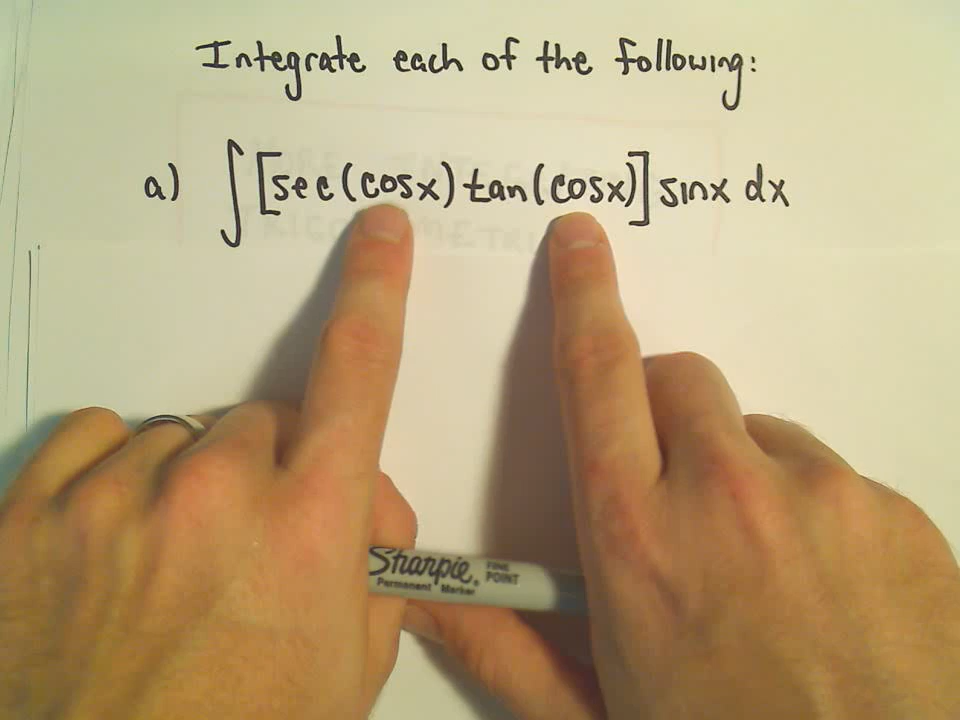 Integrate each of the following:
a) ∫ [sec(cosx) tan(cosx)] sinx dx
Sharpie. FINE POINT
Permanent Marker